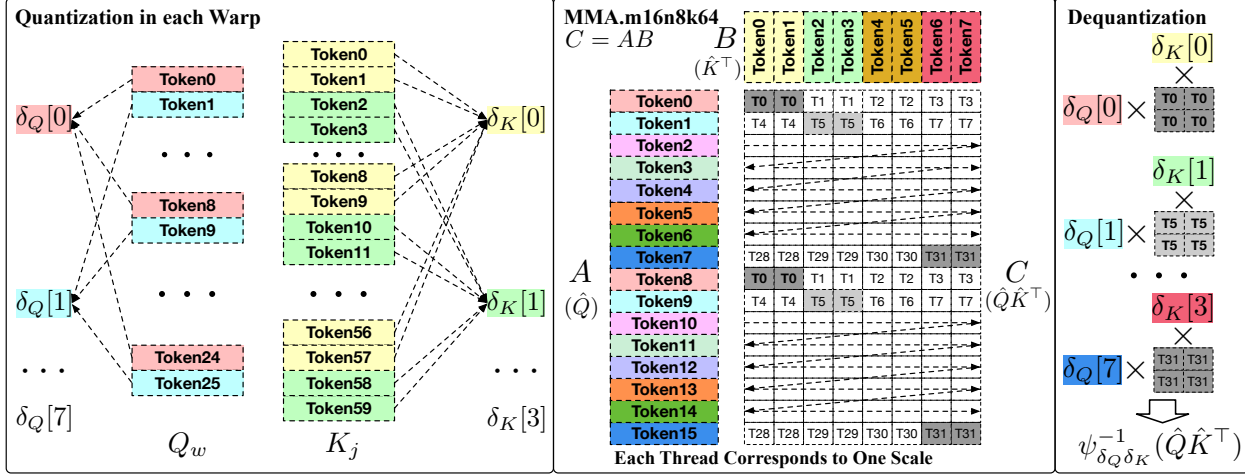 Quantization in each Warp
Token0
Token1
• • •
Token8
Token9
• • •
Token24
Token25
Q_w
Token0
Token1
Token2
Token3
• • •
Token8
Token9
Token10
Token11
• • •
Token56
Token57
Token58
Token59
K_j
δ_Q[0]
δ_Q[1]
• • •
δ_Q[7]
δ_K[0]
δ_K[1]
• • •
δ_K[3]
MMA.m16n8k64
C = AB
B
(K̂^⊤)
Token0 Token1 Token2 Token3 Token4 Token5 Token6 Token7
A
(Q̂)
Token0
Token1
Token2
Token3
Token4
Token5
Token6
Token7
Token8
Token9
Token10
Token11
Token12
Token13
Token14
Token15
T0 T0 T1 T1 T2 T2 T3 T3
T4 T4 T5 T5 T6 T6 T7 T7
T28 T28 T29 T29 T30 T30 T31 T31
T0 T0 T1 T1 T2 T2 T3 T3
T4 T4 T5 T5 T6 T6 T7 T7
T28 T28 T29 T29 T30 T30 T31 T31
C
(Q̂K̂^⊤)
Each Thread Corresponds to One Scale
Dequantization
δ_K[0]
×
δ_Q[0] × T0 T0
T0 T0
δ_K[1]
×
δ_Q[1] × T5 T5
T5 T5
• • •
δ_K[3]
×
δ_Q[7] × T31 T31
T31 T31
ψ^{-1}_{δ_Qδ_K}(Q̂K̂^⊤)